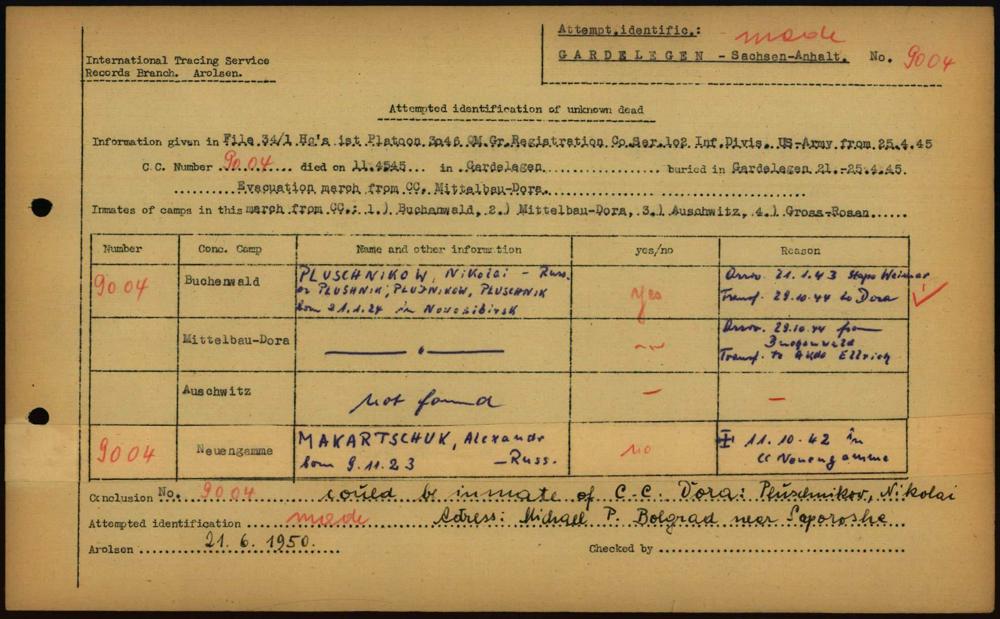 Attempt.identific.: made
GARDELEGEN - Sachsen-Anhalt. No. 9004
International Tracing Service
Records Branch. Arolsen.
Attempted identification of unknown dead
Information given in File 34/1 Hq's 1st Platoon 3046 QM.Gr.Registration Co.Ser.102 Inf.Divis. US-Army from 25.4.45
C.C. Number 9004 died on 11.4545 in Gardelegen buried in Gardelegen 21.-25.4.45
Evacuation march from CC. Mittelbau-Dora.
Inmates of camps in this march from CC.: 1.) Buchenwald, 2.) Mittelbau-Dora, 3.) Auschwitz, 4.) Gross-Rosen
Number Conc. Camp Name and other information yes/no Reason
9004 Buchenwald PLUSCHNIKOW, Nikolai - Russ. yes Arrv. 21.1.43 Stapo Weimar
or PLUSHNIK, PLUJNIKOW, PLUSCHNIK Transf. 29.10.44 to Dora ✓
born 21.1.24 in Novosibirsk
Mittelbau-Dora — " — — " — Arrv. 29.10.44 from
Buchenwald
Transf. to Akdo Ellrich
Auschwitz not found — —
9004 Neuengamme MAKARTSCHUK, Alexander no 11.10.42 in
born 9.11.23 - Russ. CC Neuengamme
Conclusion No. 9004 could be inmate of C-C. Dora: Pluschnikov, Nikolai
Attempted identification made Adress: Michael P. Bolgrad near Saporoshe
Arolsen 21.6.1950. Checked by